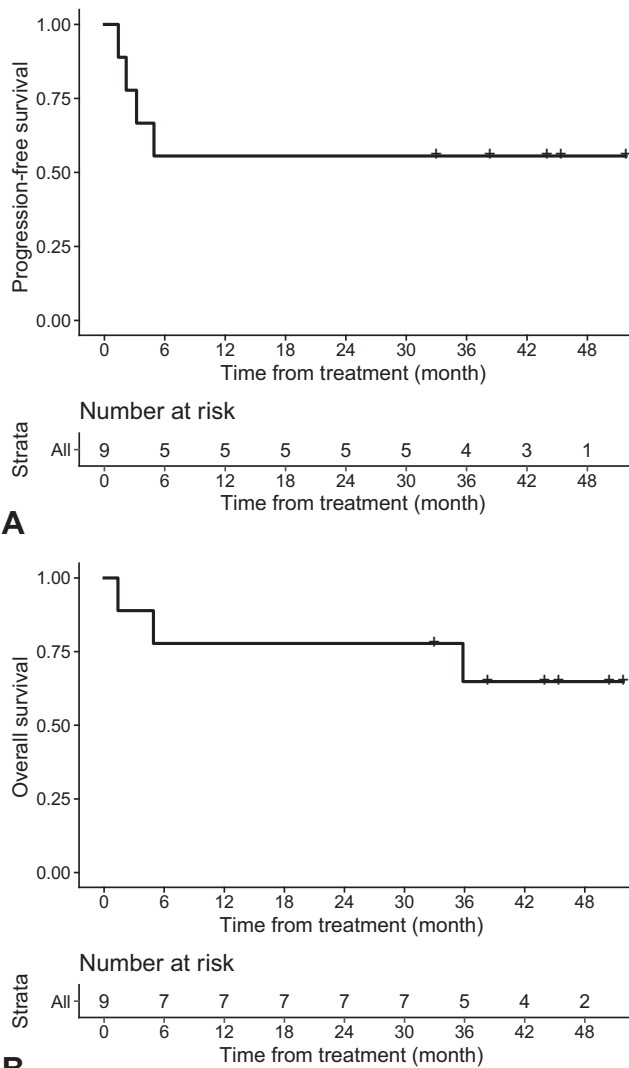 1.00
0.75
0.50
0.25
0.00
Progression-free survival
0 6 12 18 24 30 36 42 48
Time from treatment (month)
Number at risk
Strata
All 9 5 5 5 5 5 4 3 1
0 6 12 18 24 30 36 42 48
Time from treatment (month)
A
1.00
0.75
0.50
0.25
0.00
Overall survival
0 6 12 18 24 30 36 42 48
Time from treatment (month)
Number at risk
Strata
All 9 7 7 7 7 7 5 4 2
0 6 12 18 24 30 36 42 48
Time from treatment (month)
B